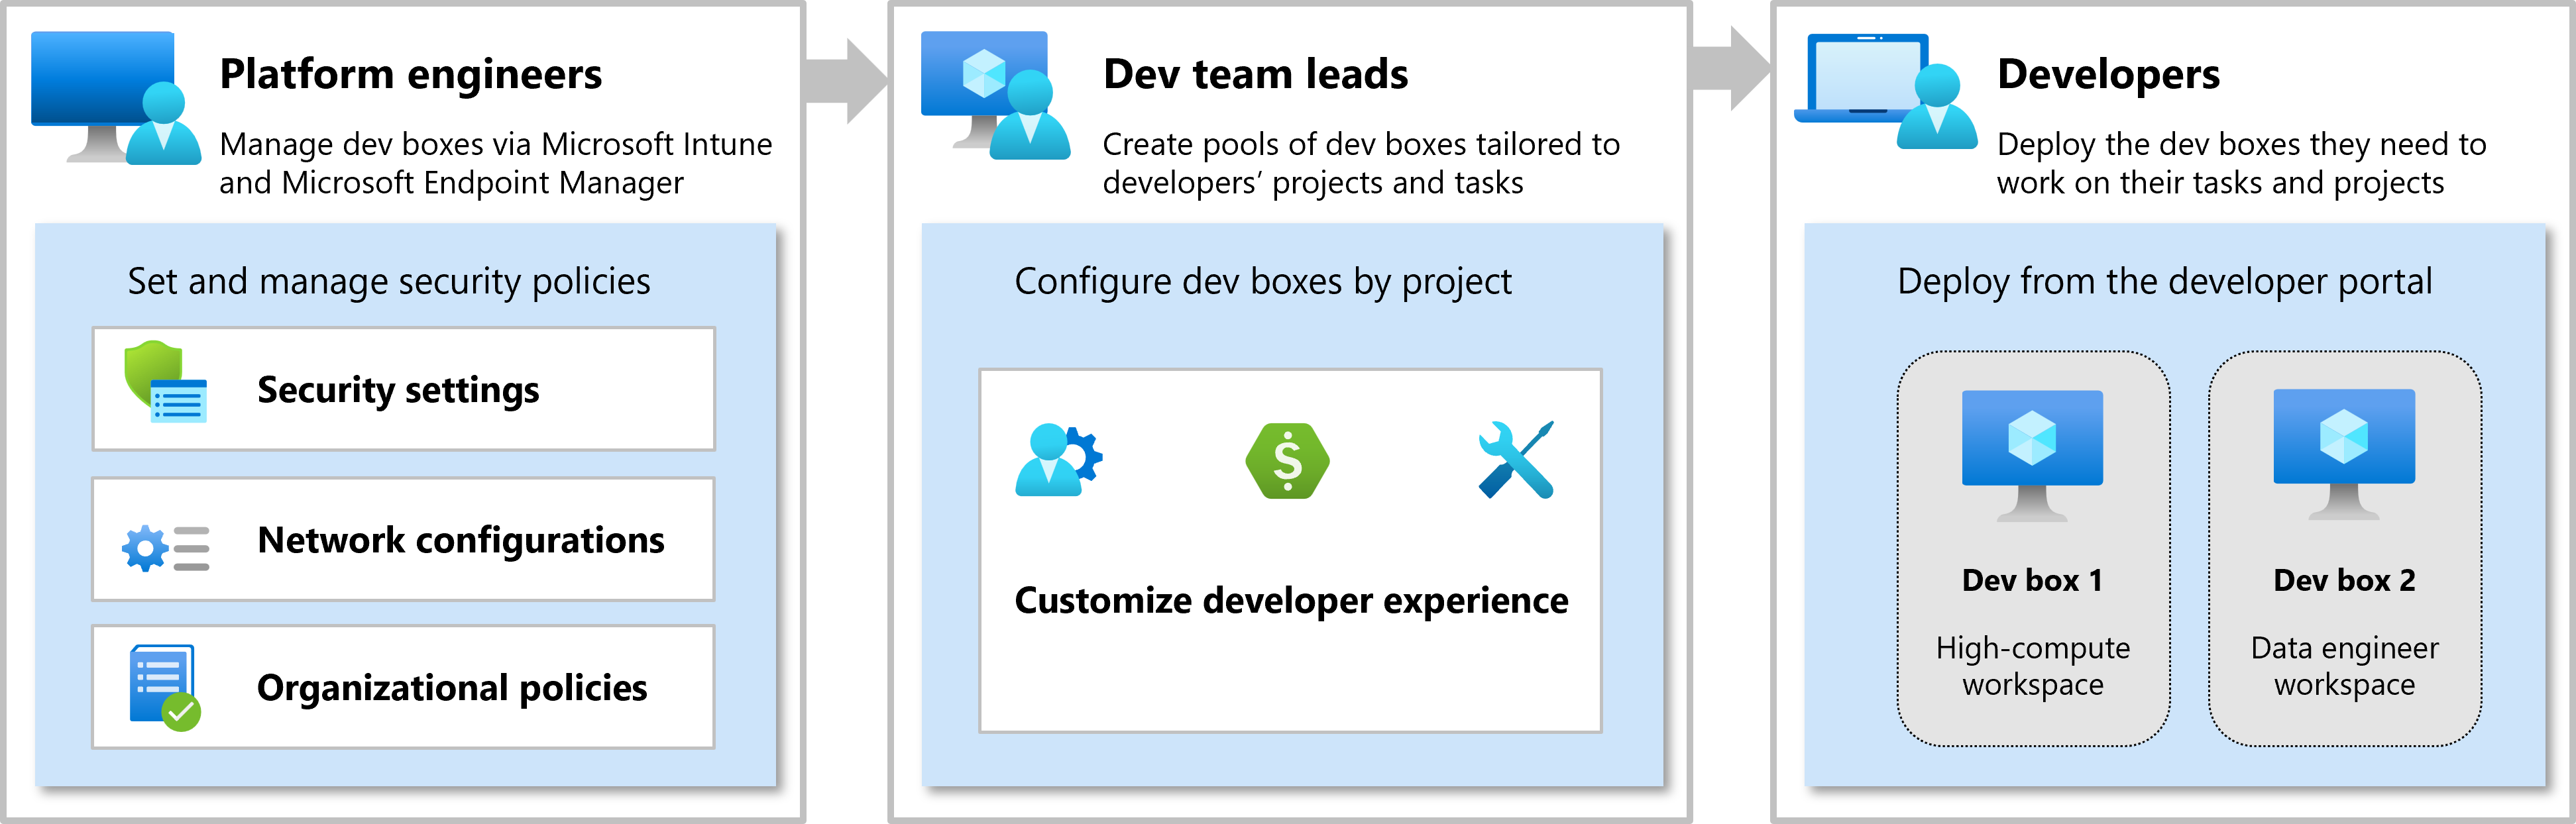 Platform engineers
Manage dev boxes via Microsoft Intune
and Microsoft Endpoint Manager
Set and manage security policies
Security settings
Network configurations
Organizational policies
Dev team leads
Create pools of dev boxes tailored to
developers’ projects and tasks
Configure dev boxes by project
$
Customize developer experience
Developers
Deploy the dev boxes they need to
work on their tasks and projects
Deploy from the developer portal
Dev box 1
High-compute
workspace
Dev box 2
Data engineer
workspace